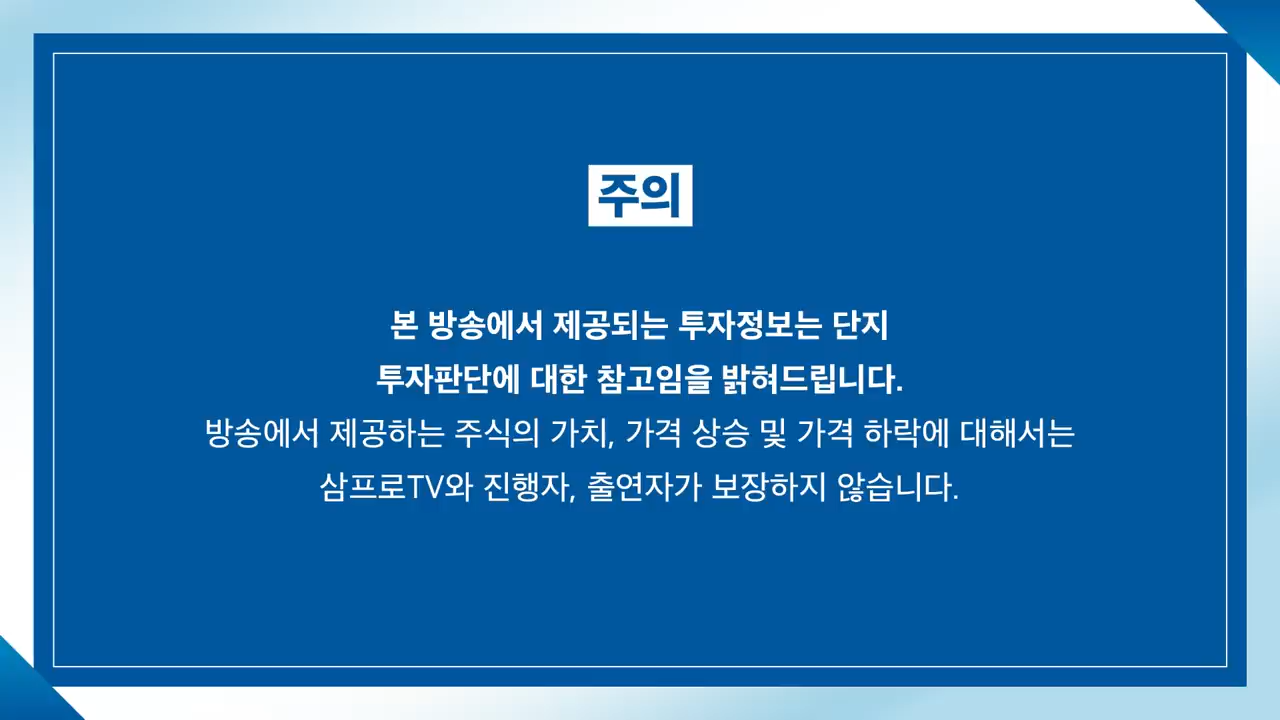 주의
본 방송에서 제공되는 투자정보는 단지
투자판단에 대한 참고임을 밝혀드립니다.
방송에서 제공하는 주식의 가치, 가격 상승 및 가격 하락에 대해서는
삼프로TV와 진행자, 출연자가 보장하지 않습니다.